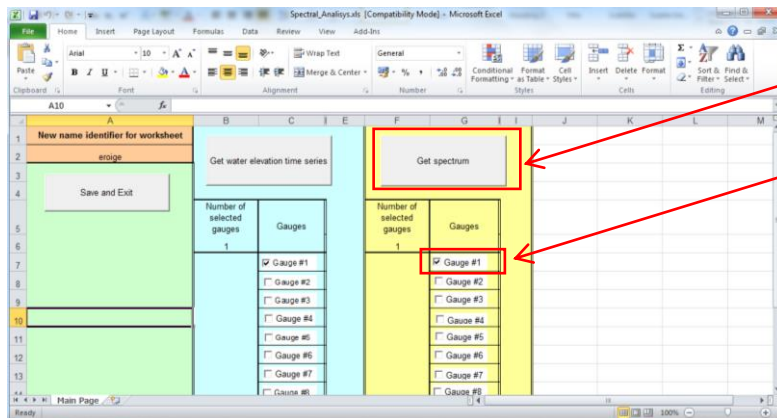 Spectral_Analisys.xls [Compatibility Mode] - Microsoft Excel
File Home Insert Page Layout Formulas Data Review View Add-Ins
Paste
Arial 10
B I U
Wrap Text
Merge & Center
General
Conditional Formatting
Format as Table
Cell Styles
Insert Delete Format
Sort & Filter
Find & Select
Clipboard Font Alignment Number Styles Cells Editing
A10 fx
A B C E F G I J K L M
1 New name identifier for worksheet
2 eroige
Get water elevation time series
Get spectrum
3
4 Save and Exit
5 Number of selected gauges Gauges Number of selected gauges Gauges
6 1 1
7 Gauge #1 Gauge #1
8 Gauge #2 Gauge #2
9 Gauge #3 Gauge #3
10 Gauge #4 Gauge #4
11 Gauge #5 Gauge #5
12 Gauge #6 Gauge #6
13 Gauge #7 Gauge #7
Gauge #8 Gauge #8
Main Page
Ready 100%